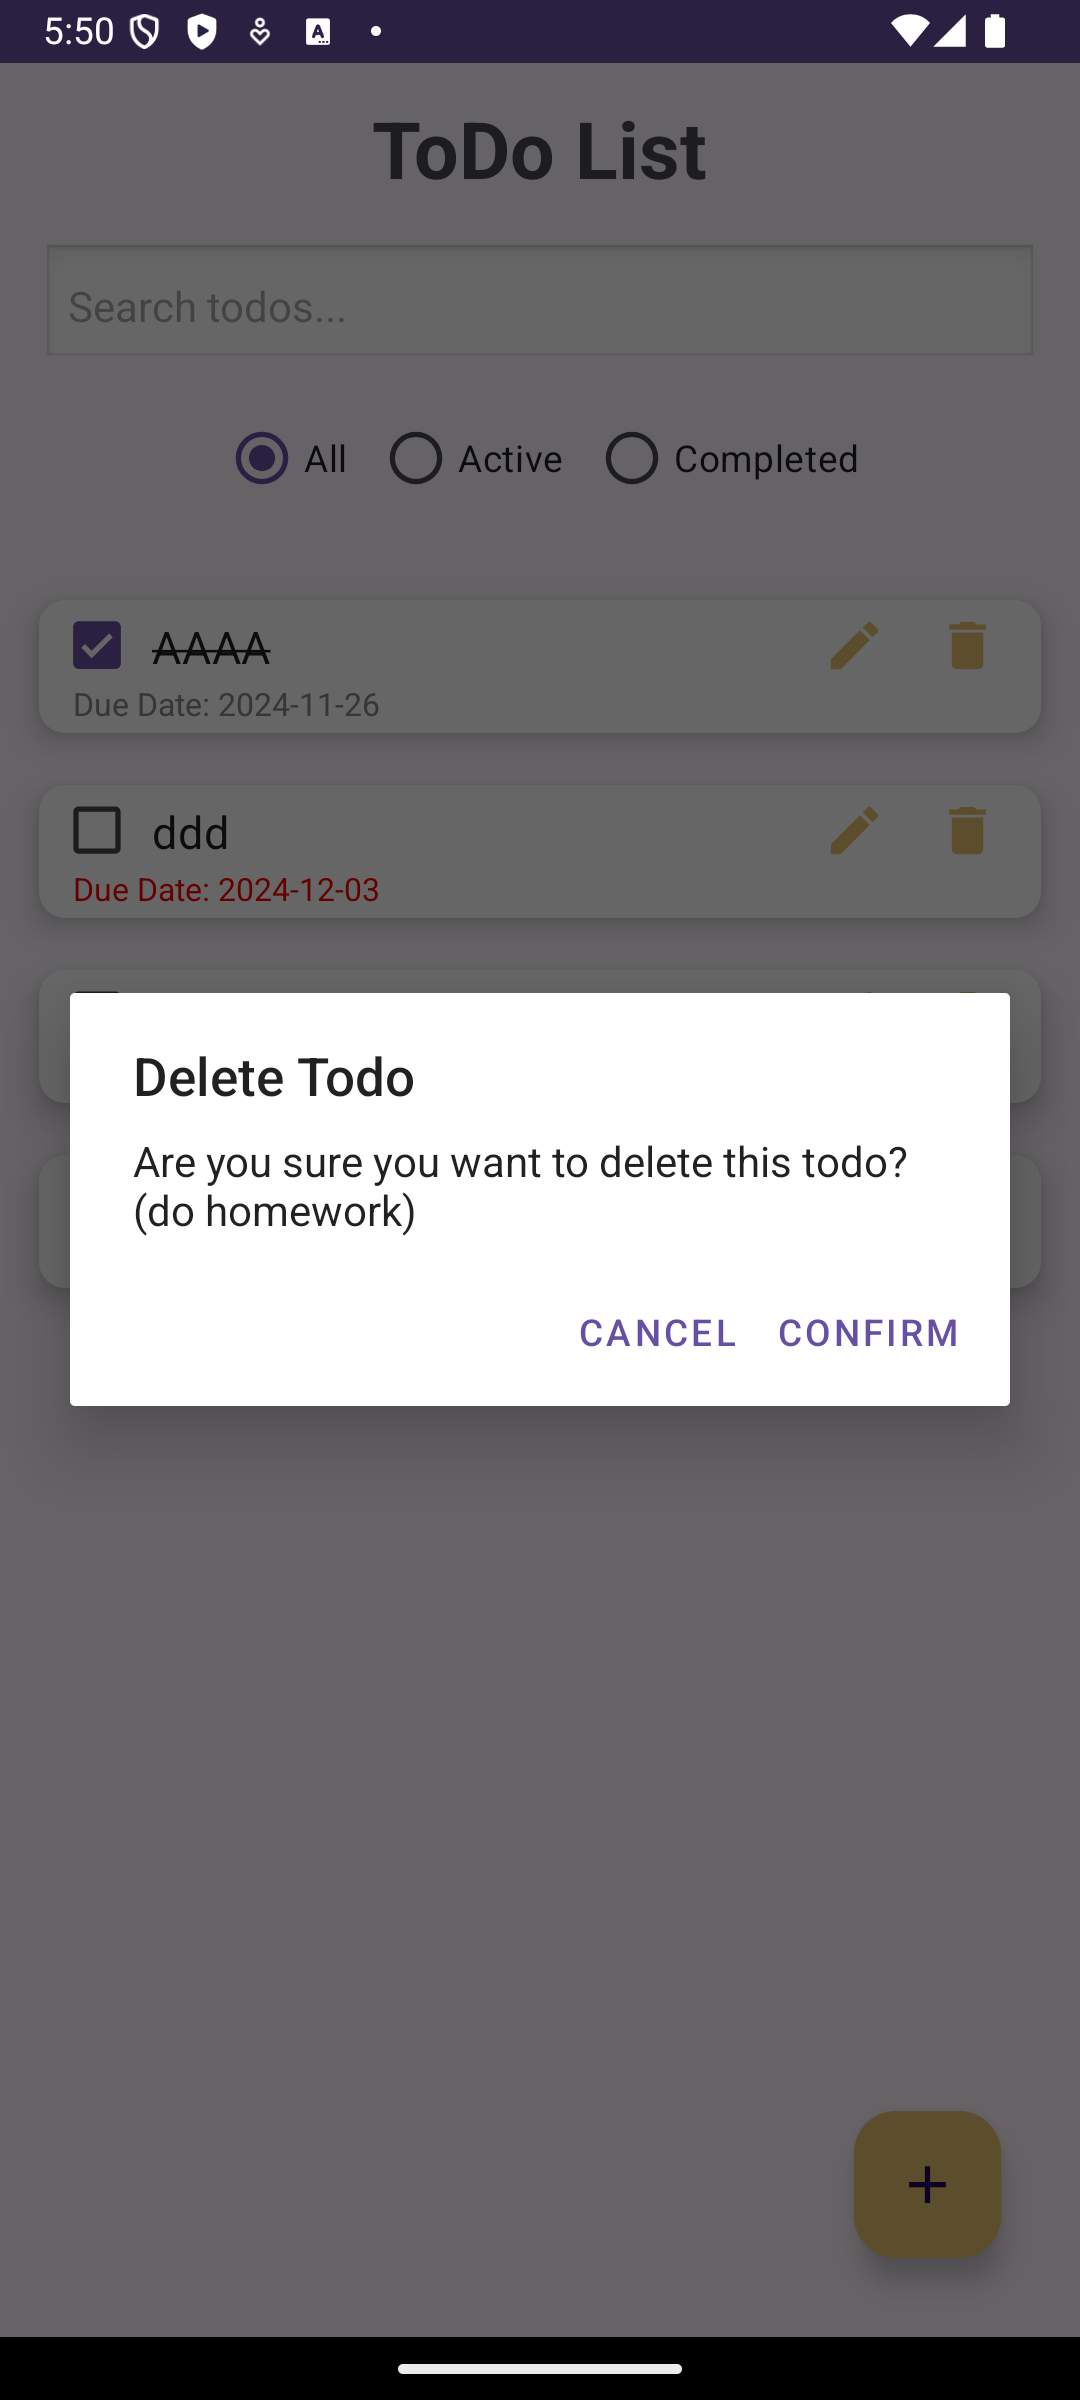 5:50
ToDo List
Search todos...
All Active Completed
AAAA
Due Date: 2024-11-26
ddd
Due Date: 2024-12-03
Delete Todo
Are you sure you want to delete this todo?
(do homework)
CANCEL CONFIRM